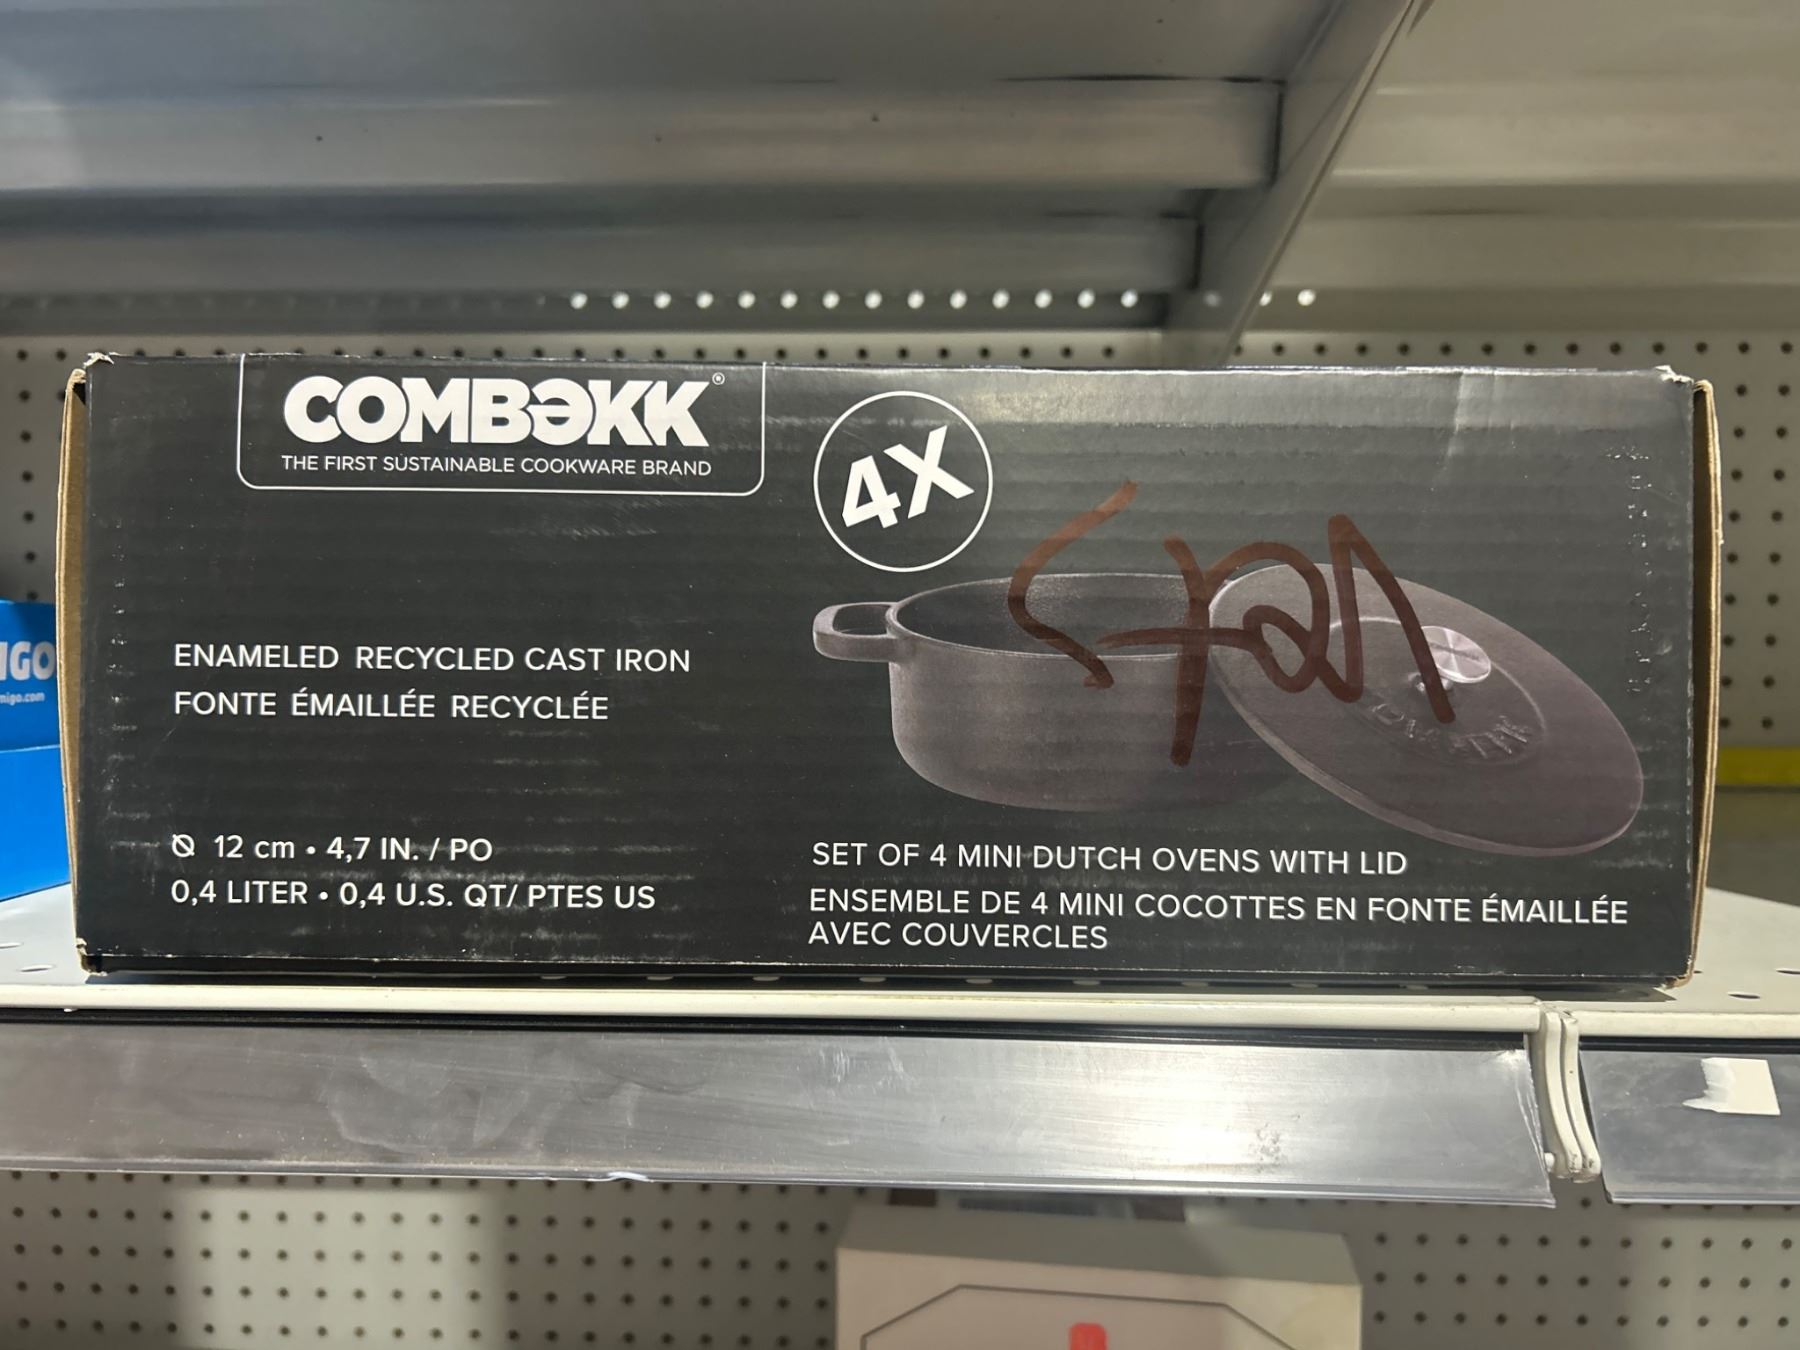 COMBƏKK®
THE FIRST SUSTAINABLE COOKWARE BRAND
4X
ENAMELED RECYCLED CAST IRON
FONTE ÉMAILLÉE RECYCLÉE
Ø 12 cm • 4,7 IN. / PO
0,4 LITER • 0,4 U.S. QT/ PTES US
SET OF 4 MINI DUTCH OVENS WITH LID
ENSEMBLE DE 4 MINI COCOTTES EN FONTE ÉMAILLÉE
AVEC COUVERCLES